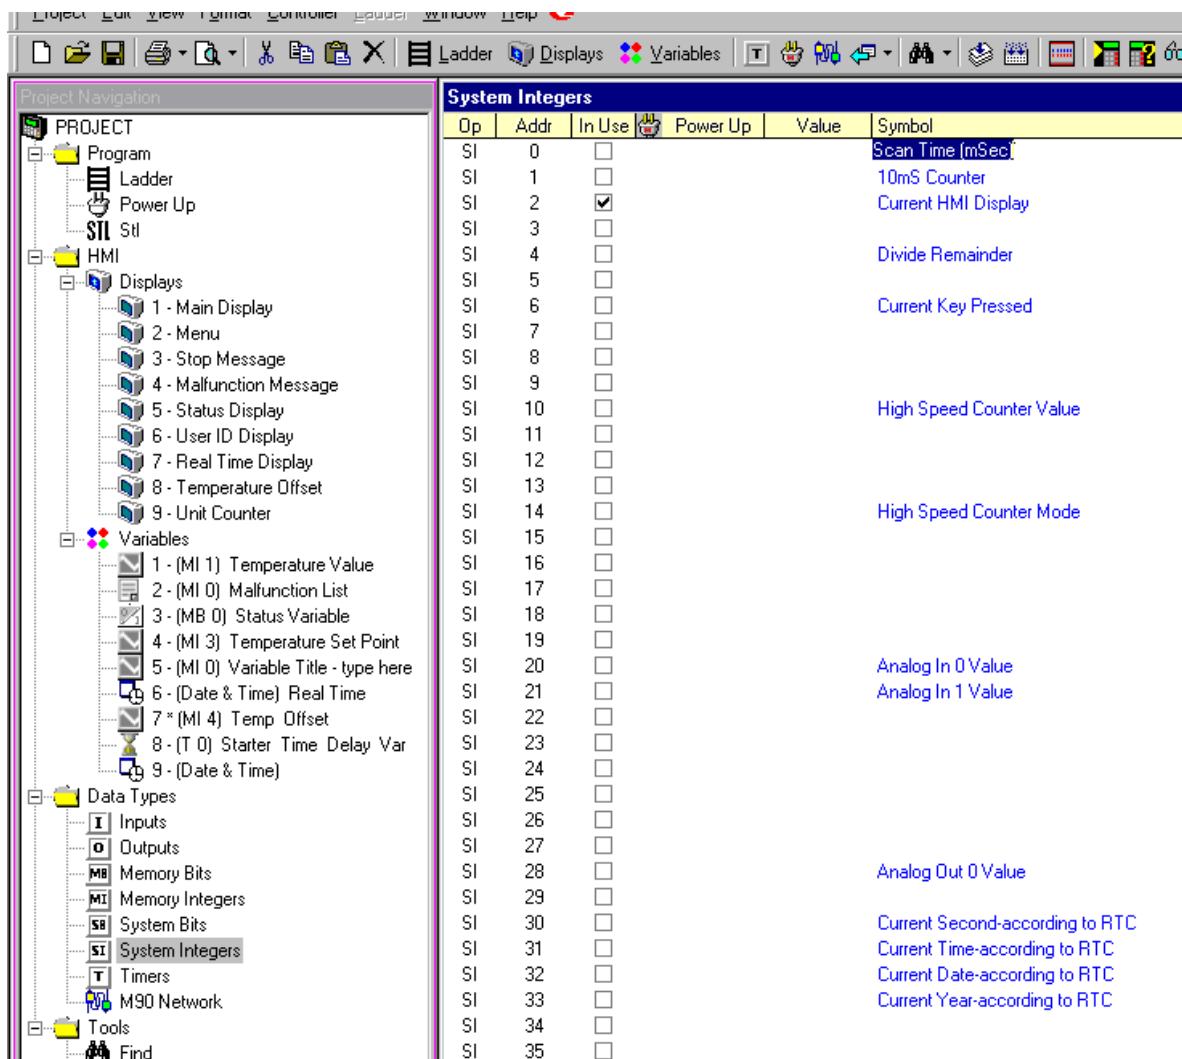 Project Edit View Format Controller Ladder Window Help
Ladder Displays Variables T
Project Navigation
PROJECT
Program
Ladder
Power Up
STL Stl
HMI
Displays
1 - Main Display
2 - Menu
3 - Stop Message
4 - Malfunction Message
5 - Status Display
6 - User ID Display
7 - Real Time Display
8 - Temperature Offset
9 - Unit Counter
Variables
1 - (MI 1) Temperature Value
2 - (MI 0) Malfunction List
3 - (MB 0) Status Variable
4 - (MI 3) Temperature Set Point
5 - (MI 0) Variable Title - type here
6 - (Date & Time) Real Time
7 * (MI 4) Temp Offset
8 - (T 0) Starter Time Delay Var
9 - (Date & Time)
Data Types
I Inputs
O Outputs
MB Memory Bits
MI Memory Integers
SB System Bits
SI System Integers
T Timers
M90 Network
Tools
Find
System Integers
Op Addr In Use Power Up Value Symbol
SI 0 Scan Time (mSec)
SI 1 10mS Counter
SI 2 Current HMI Display
SI 3
SI 4 Divide Remainder
SI 5
SI 6 Current Key Pressed
SI 7
SI 8
SI 9
SI 10 High Speed Counter Value
SI 11
SI 12
SI 13
SI 14 High Speed Counter Mode
SI 15
SI 16
SI 17
SI 18
SI 19
SI 20 Analog In 0 Value
SI 21 Analog In 1 Value
SI 22
SI 23
SI 24
SI 25
SI 26
SI 27
SI 28 Analog Out 0 Value
SI 29
SI 30 Current Second-according to RTC
SI 31 Current Time-according to RTC
SI 32 Current Date-according to RTC
SI 33 Current Year-according to RTC
SI 34
SI 35